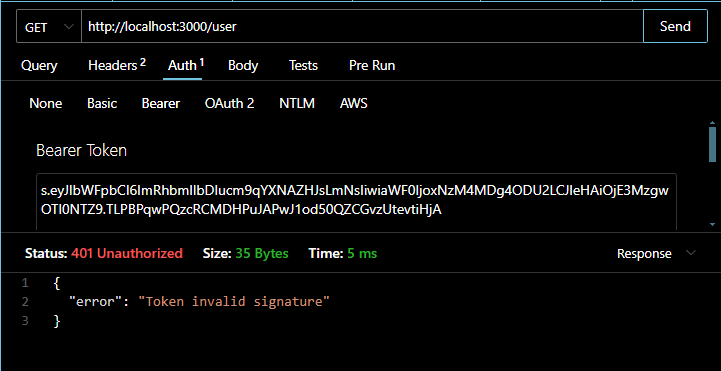 GET http://localhost:3000/user Send
Query Headers 2 Auth 1 Body Tests Pre Run
None Basic Bearer OAuth 2 NTLM AWS
Bearer Token
s.eyJlbWFpbCI6ImRhbmllbDIucm9qYXNAZHJsLmNsIiwiaWF0IjoxNzM4MDg4ODU2LCJleHAiOjE3Mzgw
OTI0NTZ9.TLPBPqwPQzcRCMDHPuJAPwJ1od50QZCGvzUtevtiHjA
Status: 401 Unauthorized Size: 35 Bytes Time: 5 ms Response
1 {
2 "error": "Token invalid signature"
3 }